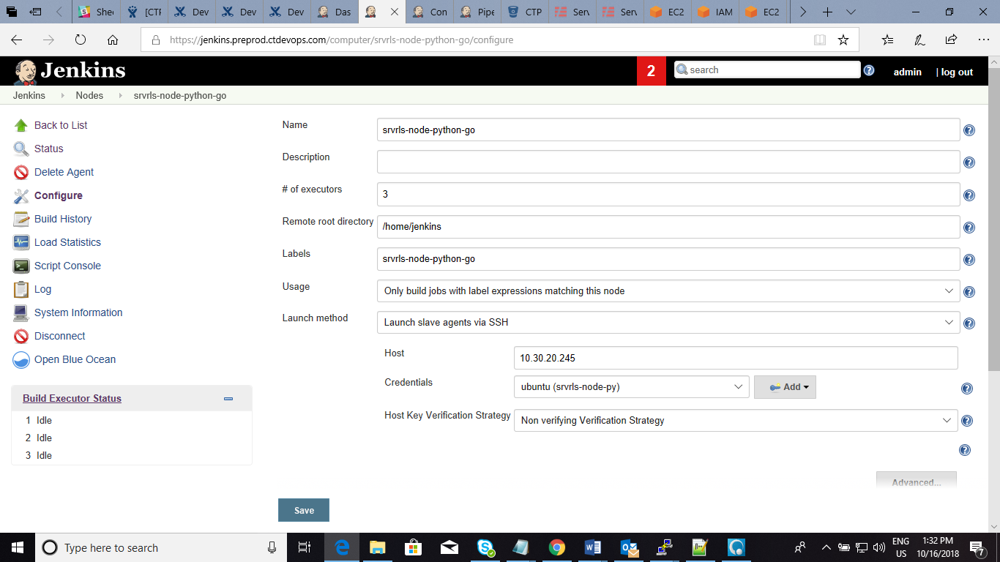 Shee
[CTP
Dev
Dev
Dev
Das
Con
Pipe
CTP
Serv
Serv
EC2
IAM
EC2
https://jenkins.preprod.ctdevops.com/computer/srvrls-node-python-go/configure
Jenkins
2
search
admin
| log out
Jenkins
Nodes
srvrls-node-python-go
Back to List
Status
Delete Agent
Configure
Build History
Load Statistics
Script Console
Log
System Information
Disconnect
Open Blue Ocean
Build Executor Status
1 Idle
2 Idle
3 Idle
Name
srvrls-node-python-go
Description
# of executors
3
Remote root directory
/home/jenkins
Labels
srvrls-node-python-go
Usage
Only build jobs with label expressions matching this node
Launch method
Launch slave agents via SSH
Host
10.30.20.245
Credentials
ubuntu (srvrls-node-py)
Add
Host Key Verification Strategy
Non verifying Verification Strategy
Advanced...
Save
Type here to search
ENG
US
1:32 PM
10/16/2018
7